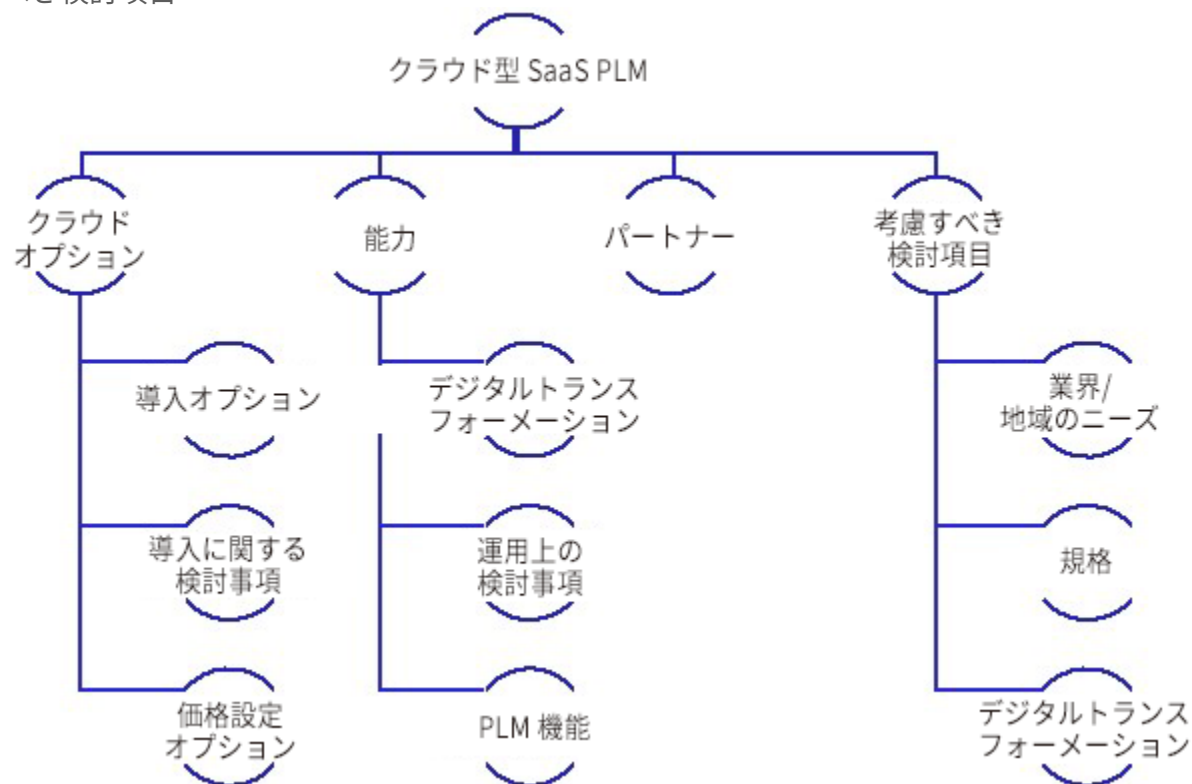 き検討項目
クラウド型 SaaS PLM
クラウド
オプション
能力
パートナー
考慮すべき
検討項目
導入オプション
デジタルトランス
フォーメーション
業界/
地域のニーズ
導入に関する
検討事項
運用上の
検討事項
規格
価格設定
オプション
PLM 機能
デジタルトランス
フォーメーション